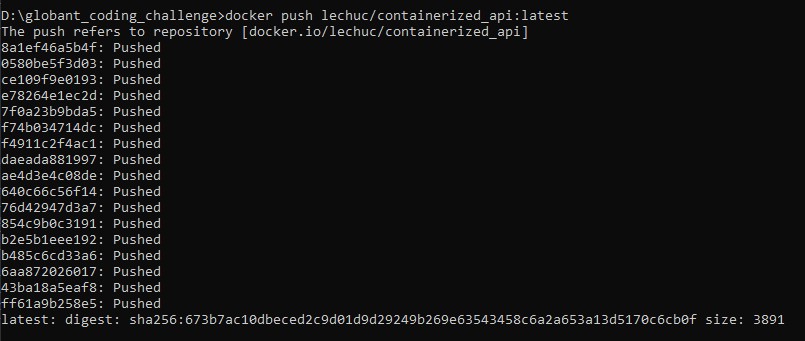 D:\globant_coding_challenge>docker push lechuc/containerized_api:latest
The push refers to repository [docker.io/lechuc/containerized_api]
8a1ef46a5b4f: Pushed
0580be5f3d03: Pushed
ce109f9e0193: Pushed
e78264e1ec2d: Pushed
7f0a23b9bda5: Pushed
f74b034714dc: Pushed
f4911c2f4ac1: Pushed
daeada881997: Pushed
ae4d3e4c08de: Pushed
640c66c56f14: Pushed
76d42947d3a7: Pushed
854c9b0c3191: Pushed
b2e5b1eee192: Pushed
b485c6cd33a6: Pushed
6aa872026017: Pushed
43ba18a5eaf8: Pushed
ff61a9b258e5: Pushed
latest: digest: sha256:673b7ac10dbeced2c9d01d9d29249b269e63543458c6a2a653a13d5170c6cb0f size: 3891